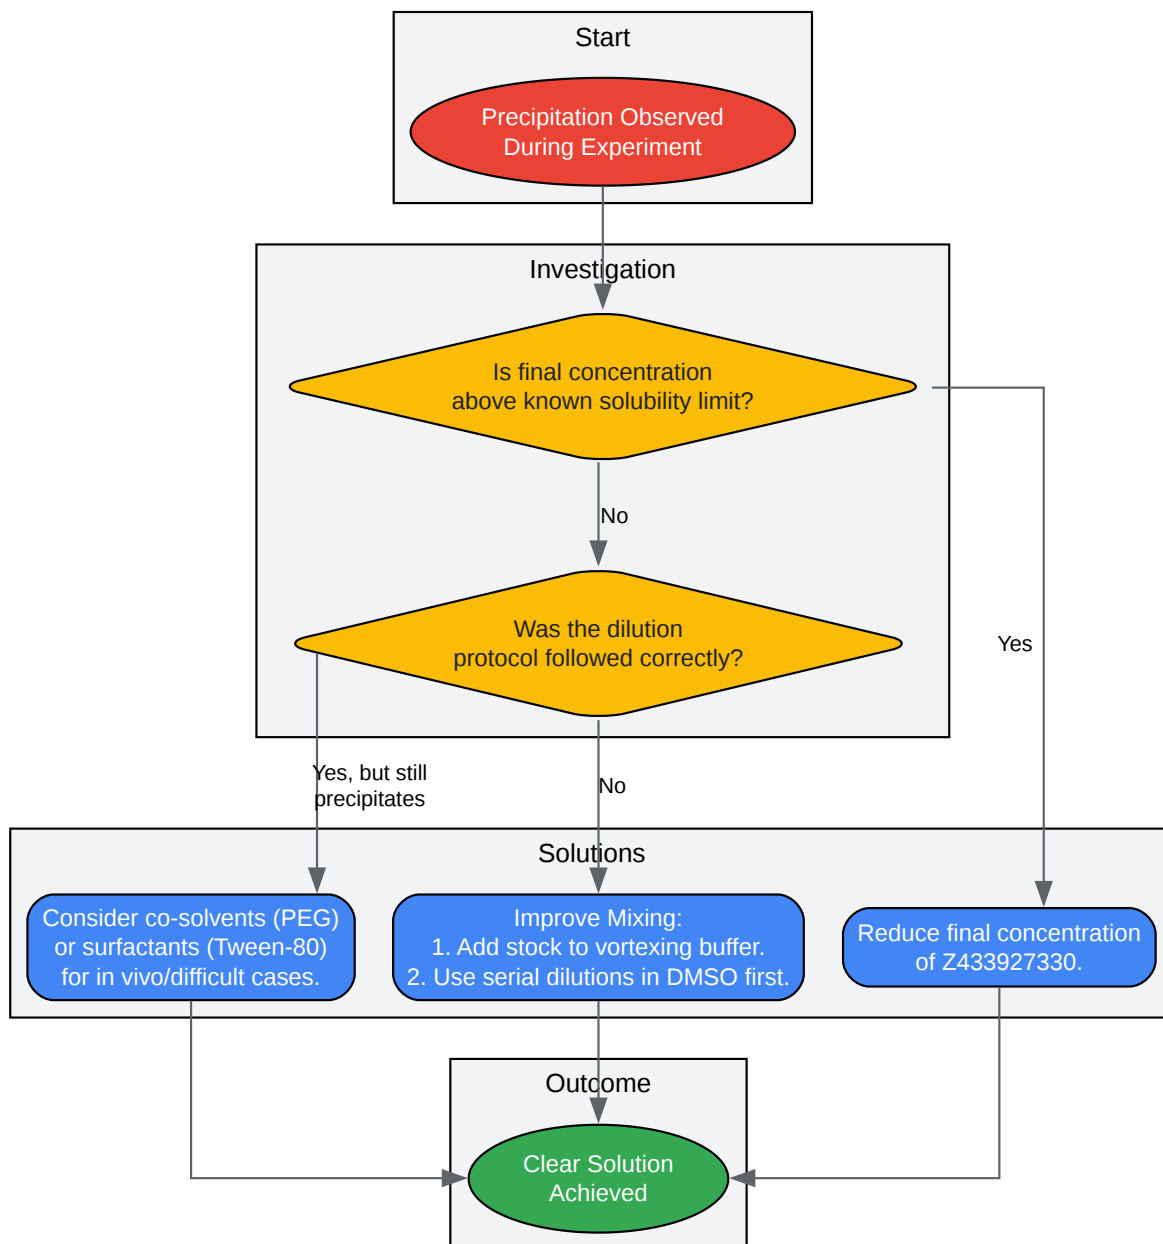 Start
Precipitation Observed
During Experiment
Investigation
Is final concentration
above known solubility limit?
No
Was the dilution
protocol followed correctly?
Yes
Yes, but still
precipitates
No
Solutions
Consider co-solvents (PEG)
or surfactants (Tween-80)
for in vivo/difficult cases.
Improve Mixing:
1. Add stock to vortexing buffer.
2. Use serial dilutions in DMSO first.
Reduce final concentration
of Z433927330.
Outcome
Clear Solution
Achieved